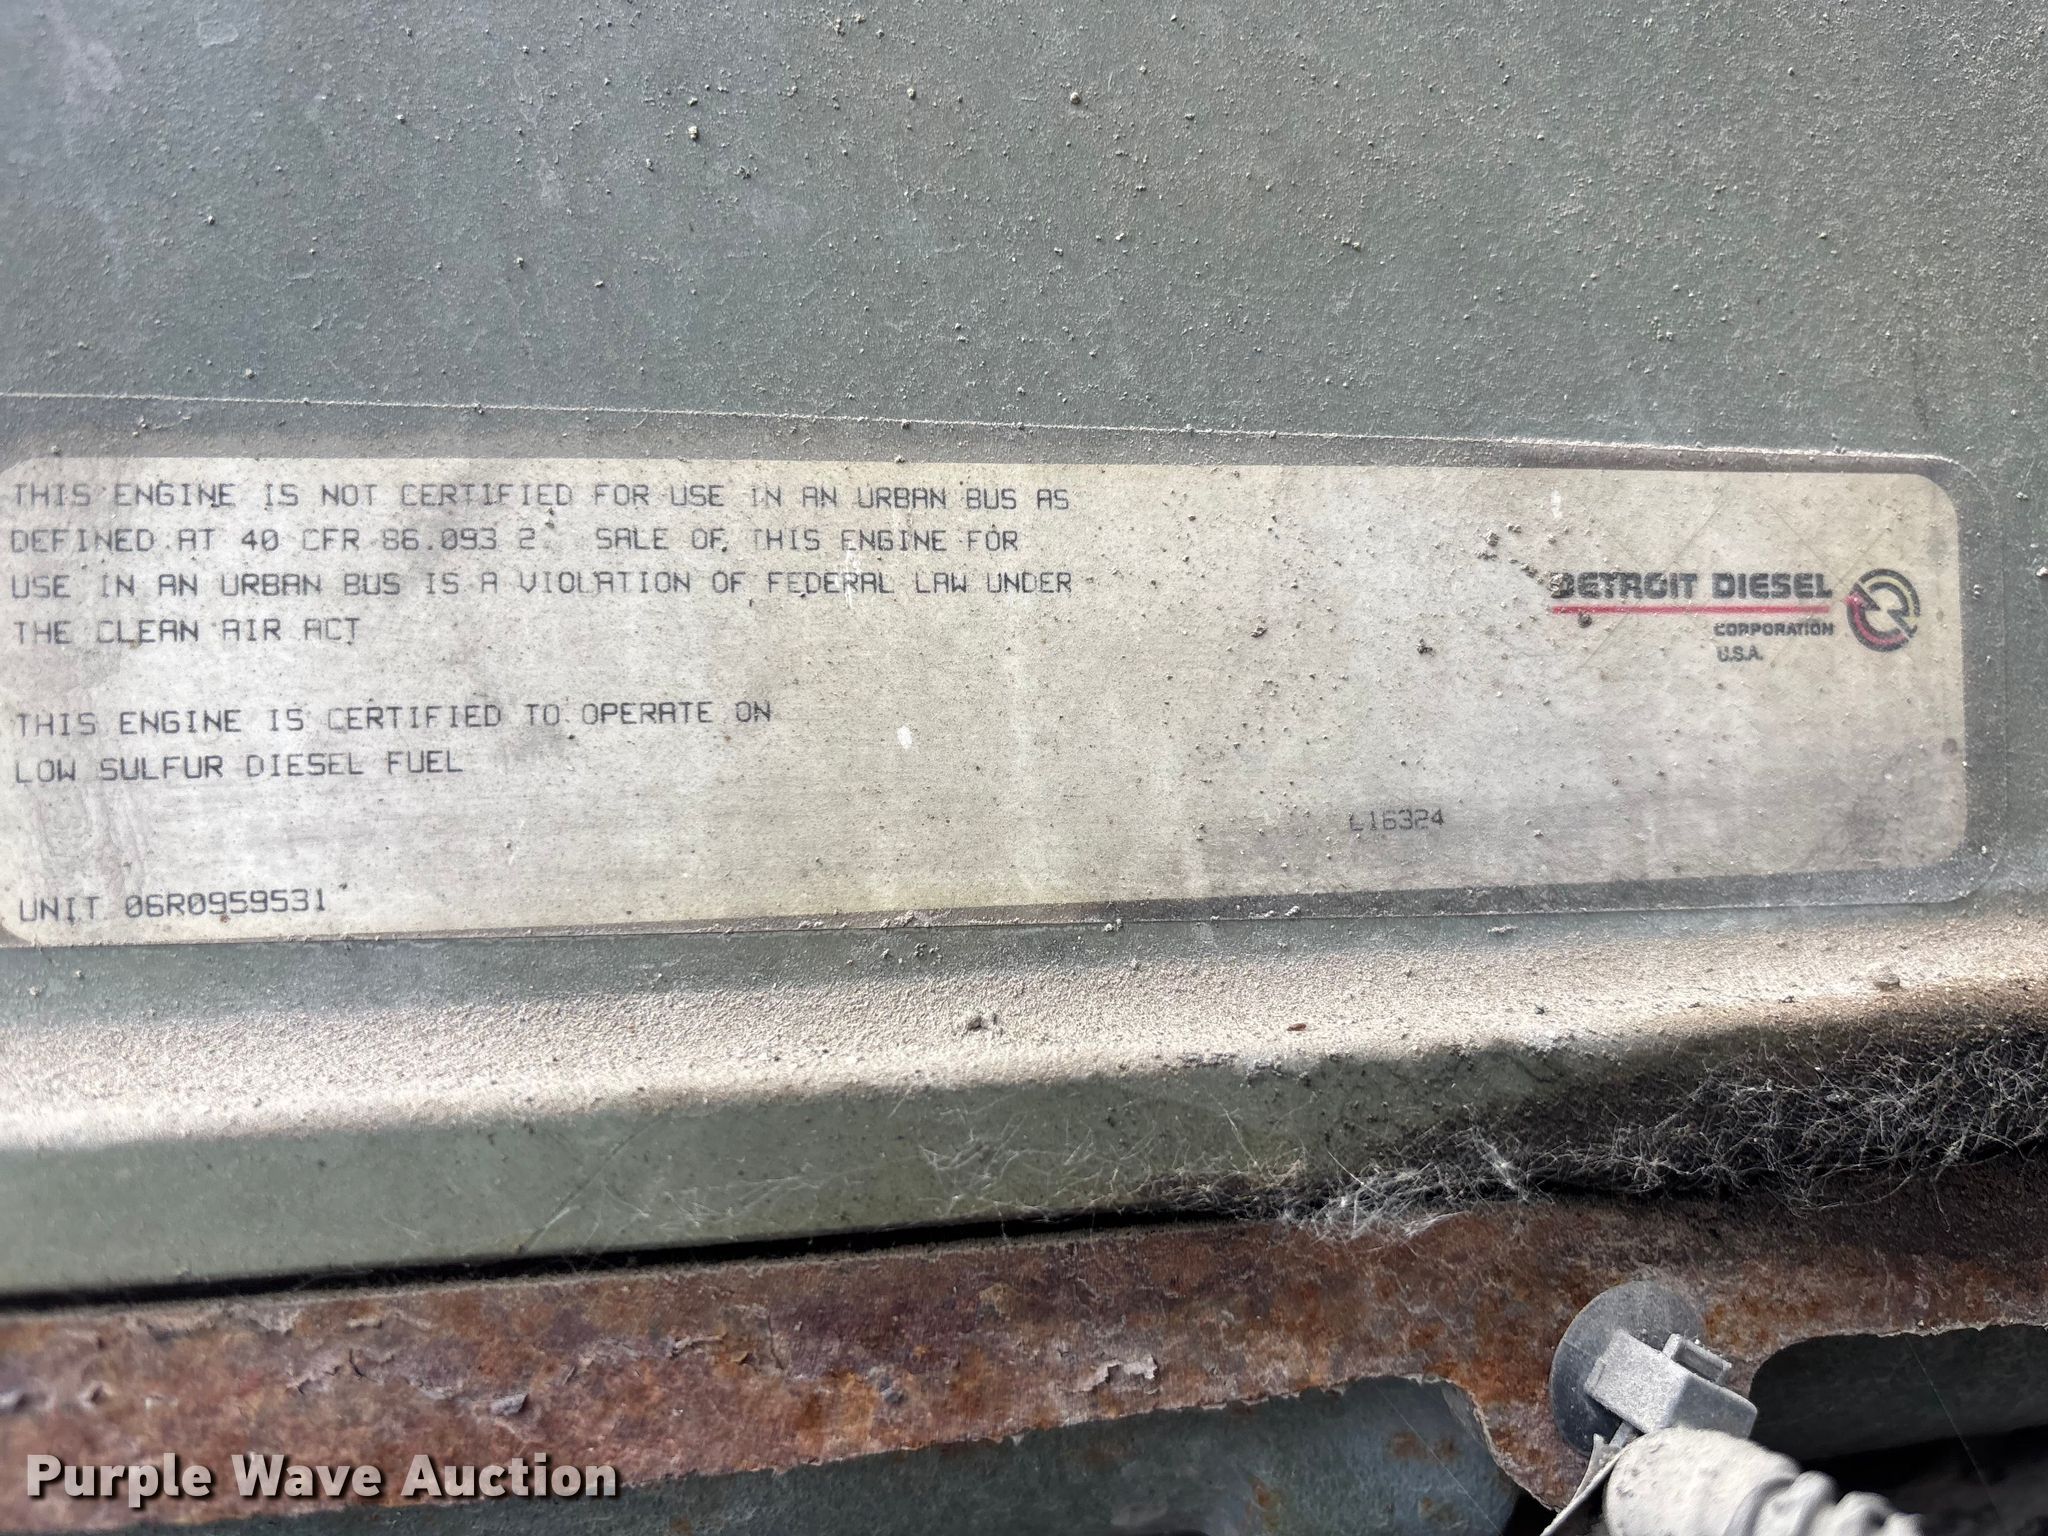 THIS ENGINE IS NOT CERTIFIED FOR USE IN AN URBAN BUS AS
DEFINED AT 40 CFR 86.093 2. SALE OF THIS ENGINE FOR
USE IN AN URBAN BUS IS A VIOLATION OF FEDERAL LAW UNDER
THE CLEAN AIR ACT
DETROIT DIESEL
CORPORATION
U.S.A.
THIS ENGINE IS CERTIFIED TO OPERATE ON
LOW SULFUR DIESEL FUEL
L16324
UNIT 06R0959531
Purple Wave Auction